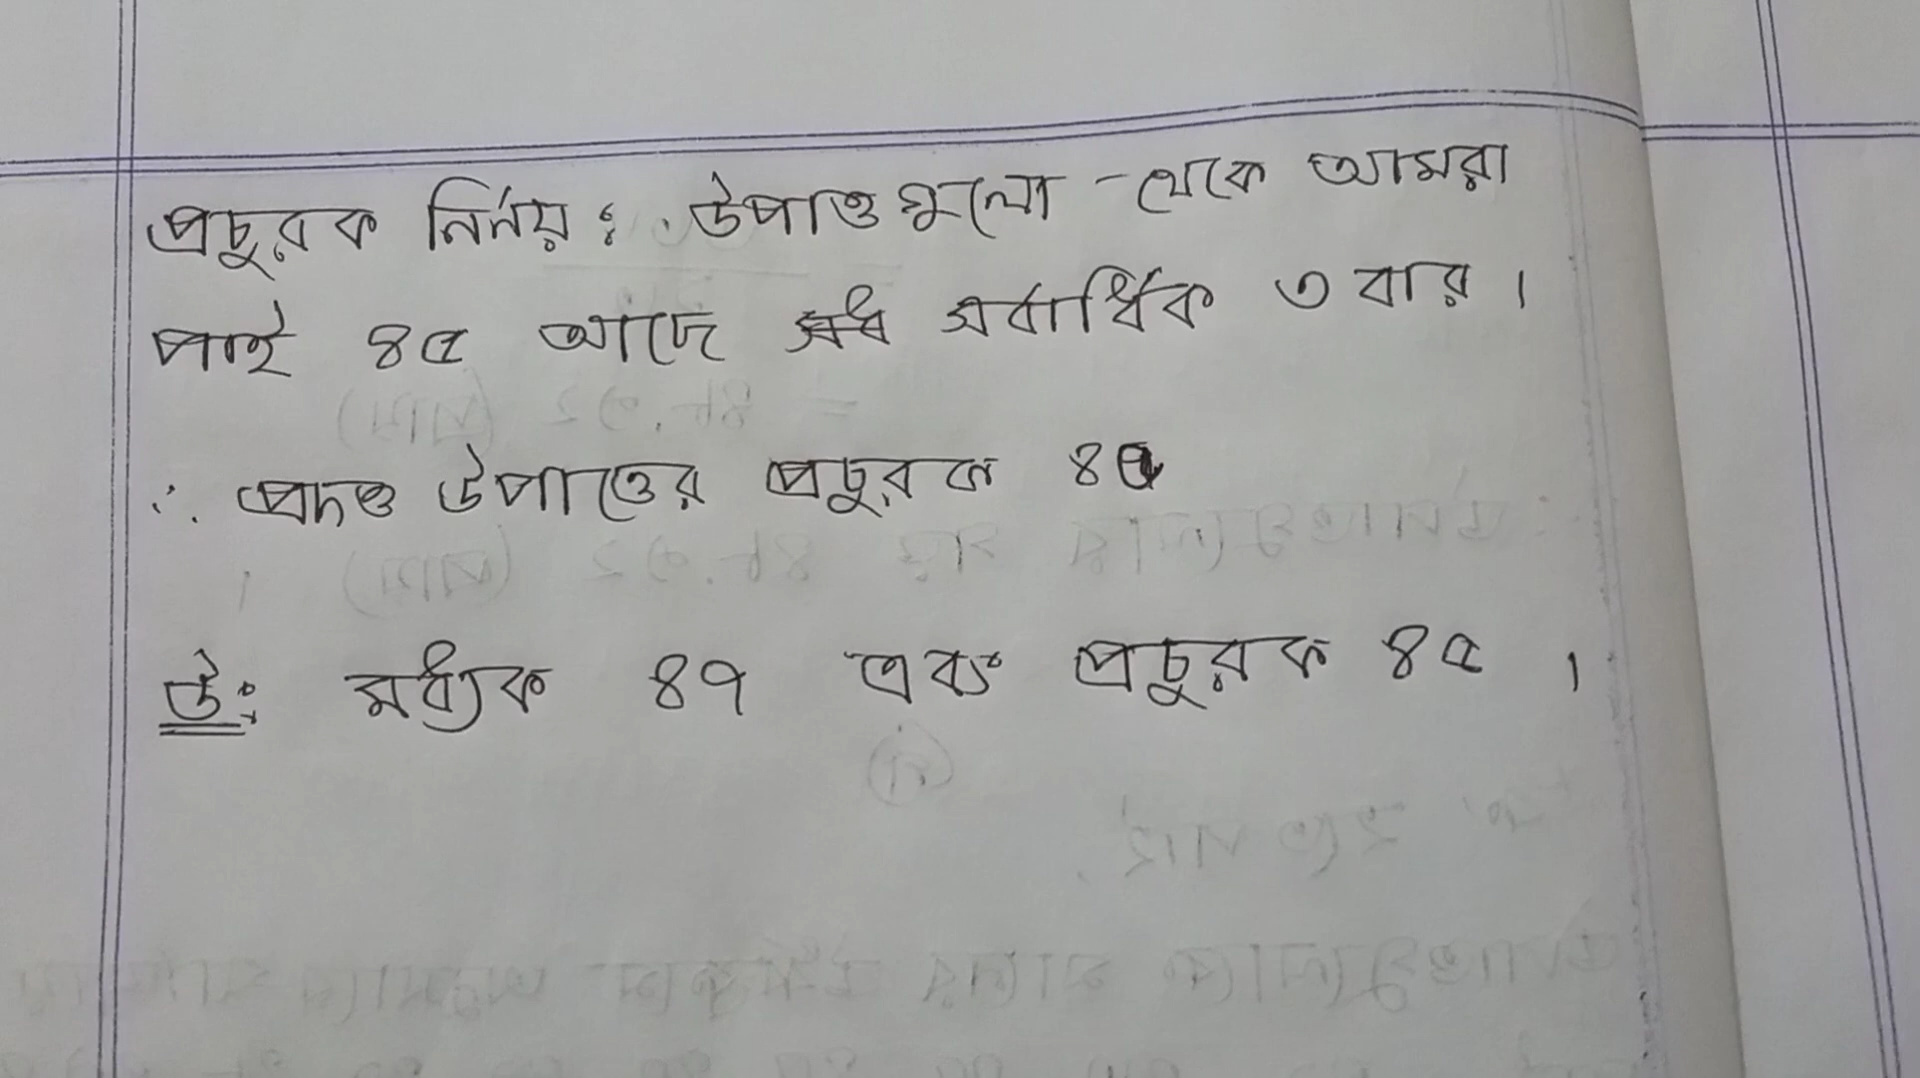 প্রচুরক নির্ণয়ঃ উপাত্তগুলো থেকে আমরা
পাই ৪৫ আছে সর্বাধিক ৩ বার।
∴ প্রদত্ত উপাত্তের প্রচুরক ৪৫
উঃ মধ্যক ৪৭ এবং প্রচুরক ৪৫ ।